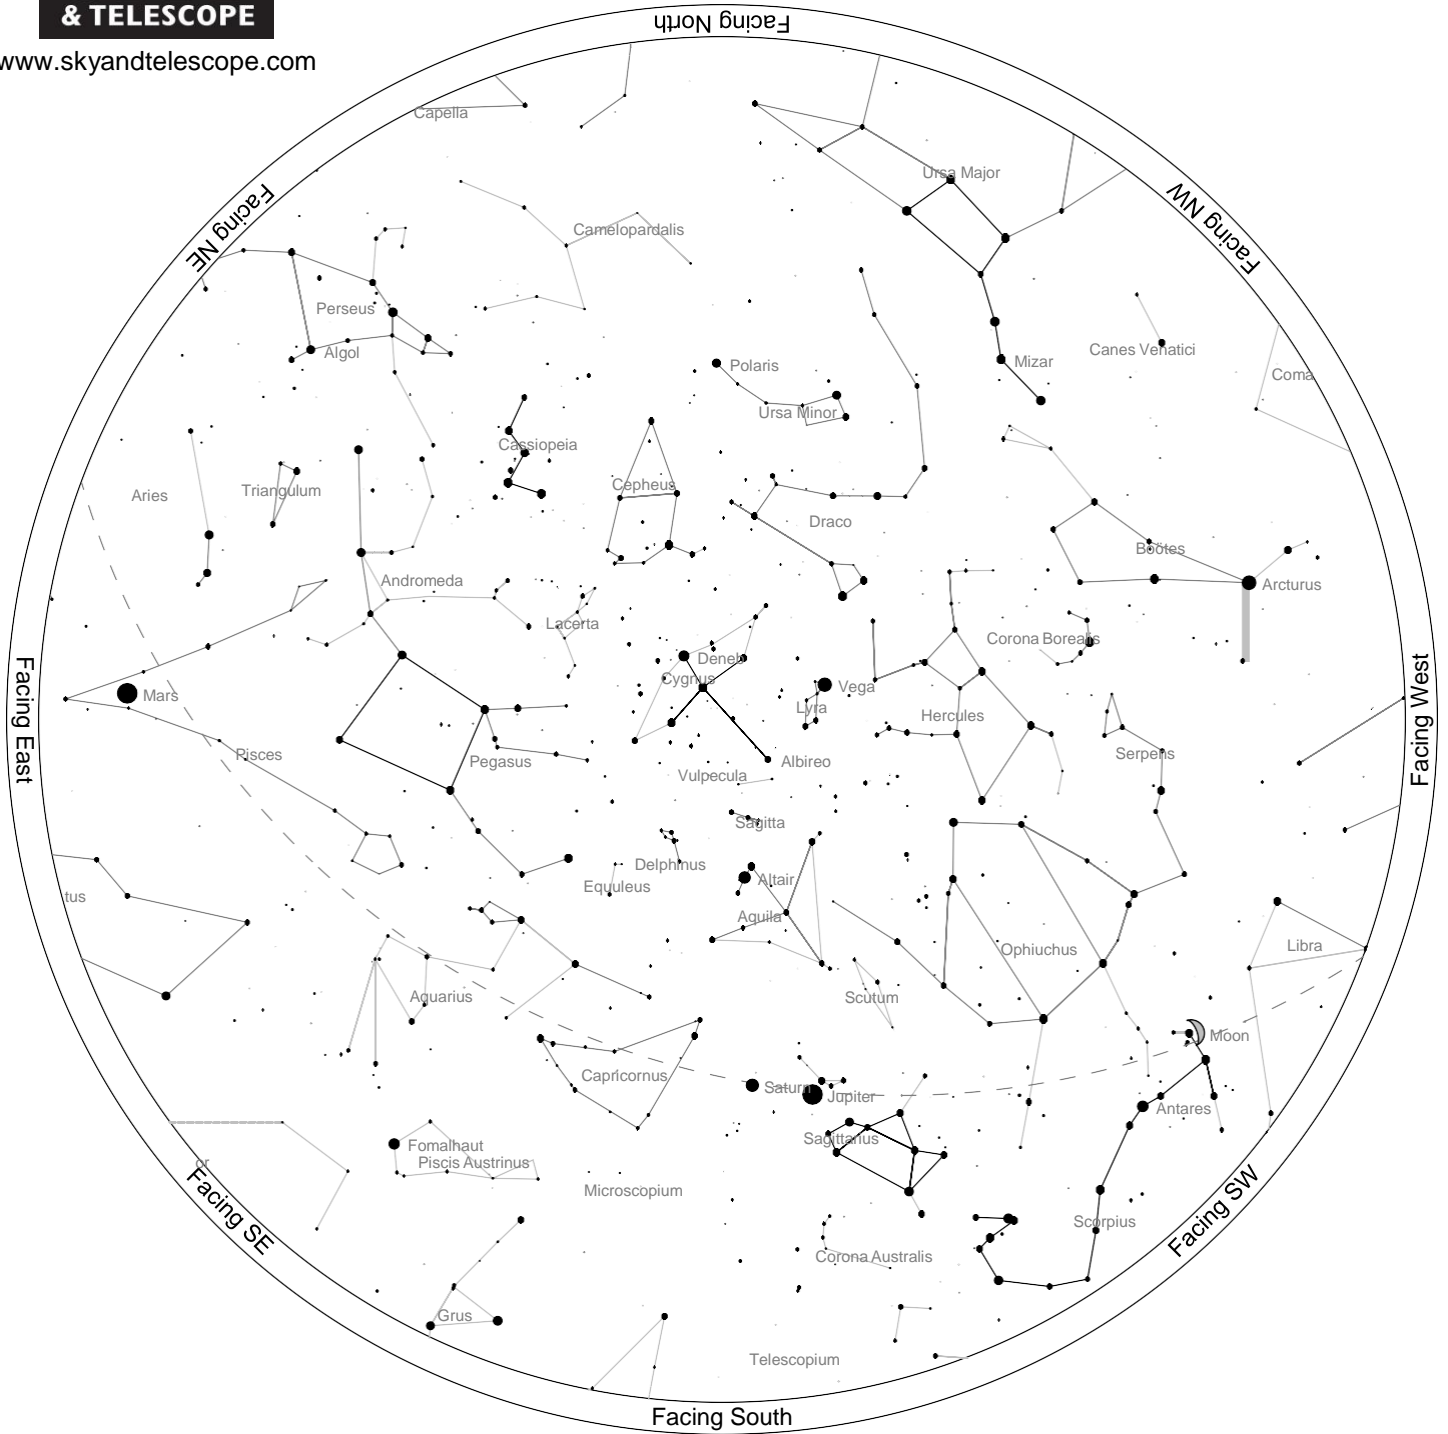 & TELESCOPE
www.skyandtelescope.com
Facing North
Capella
Ursa Major
Facing NE
Facing NW
Camelopardalis
Perseus
Algol
Polaris
Mizar
Canes Venatici
Coma
Ursa Minor
Cassiopeia
Cepheus
Aries
Triangulum
Draco
Boötes
Andromeda
Arcturus
Lacerta
Corona Borealis
Deneb
Cygnus
Vega
Mars
Lyra
Hercules
Facing East
Facing West
Pisces
Pegasus
Albireo
Serpens
Vulpecula
Sagitta
Delphinus
Equuleus
Altair
tus
Aquila
Ophiuchus
Libra
Aquarius
Scutum
Moon
Capricornus
Saturn
Jupiter
Antares
Sagittarius
Fomalhaut
Piscis Austrinus
or
Microscopium
Facing SE
Facing SW
Scorpius
Corona Australis
Grus
Telescopium
Facing South